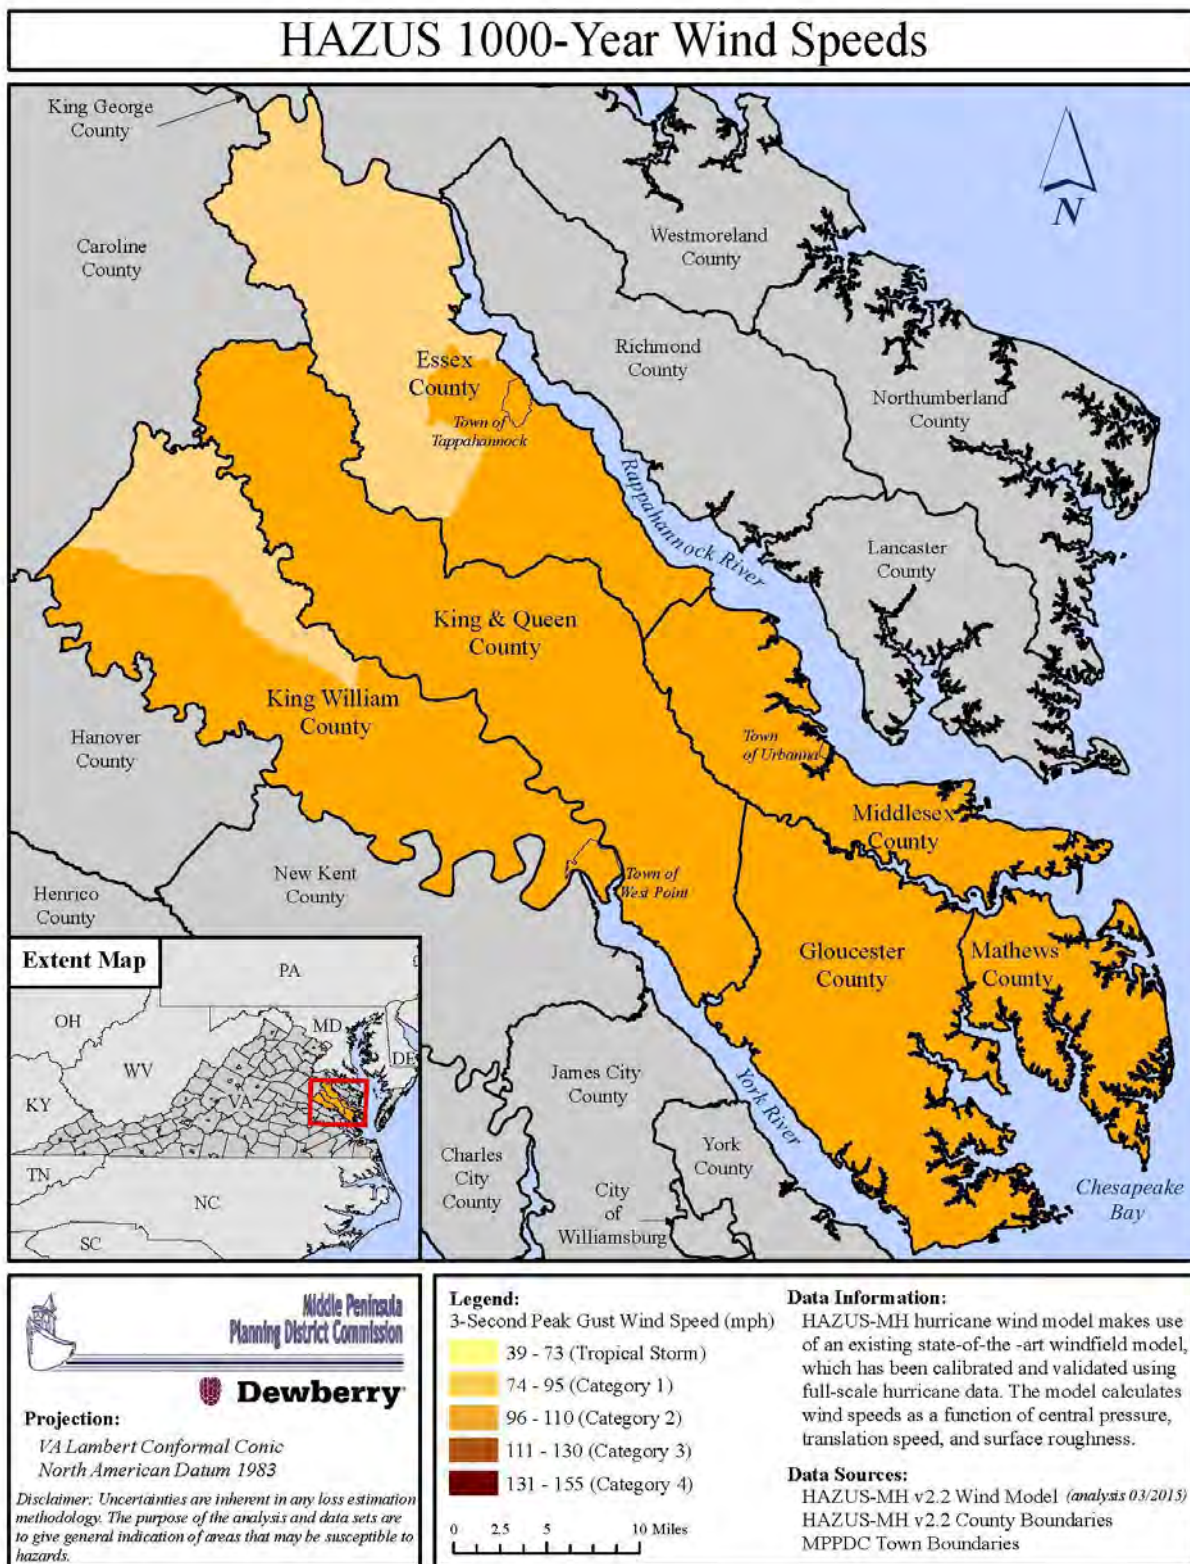 HAZUS 1000-Year Wind Speeds
King George
County
Caroline
County
Westmoreland
County
Richmond
County
Essex
County
Town of
Tappahannock
Northumberland
County
Rappahannock River
Lancaster
County
King & Queen
County
King William
County
Hanover
County
Town
of Urbanna
Middlesex
County
New Kent
County
Town of
West Point
Henrico
County
Gloucester
County
Mathews
County
James City
County
York River
York
County
Charles
City
County
City
of
Williamsburg
Chesapeake
Bay
N
Extent Map
PA
OH
MD
DE
WV
VA
KY
TN
NC
SC
Middle Peninsula
Planning District Commission
Dewberry
Projection:
VA Lambert Conformal Conic
North American Datum 1983
Disclaimer: Uncertainties are inherent in any loss estimation
methodology. The purpose of the analysis and data sets are
to give general indication of areas that may be susceptible to
hazards.
Legend:
3-Second Peak Gust Wind Speed (mph)
39 - 73 (Tropical Storm)
74 - 95 (Category 1)
96 - 110 (Category 2)
111 - 130 (Category 3)
131 - 155 (Category 4)
0 2.5 5 10 Miles
Data Information:
HAZUS-MH hurricane wind model makes use
of an existing state-of-the -art windfield model,
which has been calibrated and validated using
full-scale hurricane data. The model calculates
wind speeds as a function of central pressure,
translation speed, and surface roughness.
Data Sources:
HAZUS-MH v2.2 Wind Model (analysis 03/2015)
HAZUS-MH v2.2 County Boundaries
MPPDC Town Boundaries